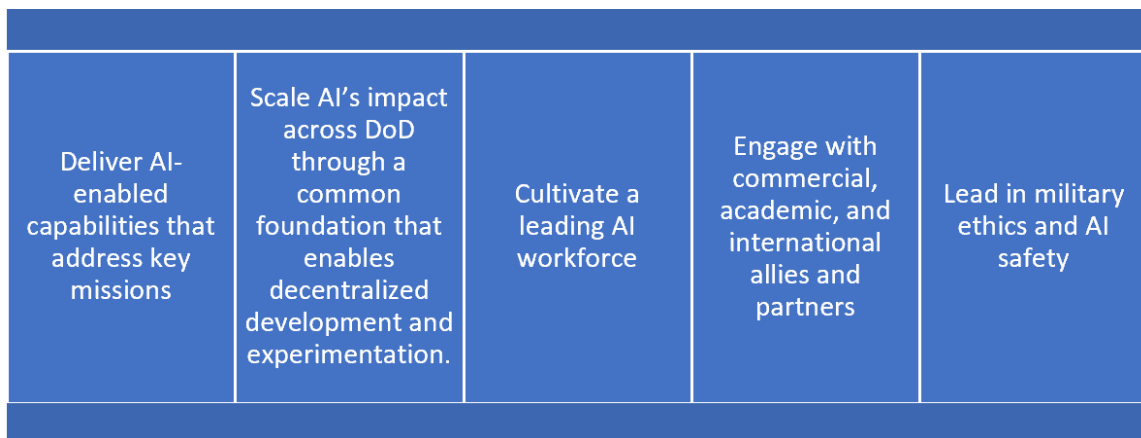 Deliver AI-
enabled
capabilities that
address key
missions
Scale AI’s impact
across DoD
through a
common
foundation that
enables
decentralized
development and
experimentation.
Cultivate a
leading AI
workforce
Engage with
commercial,
academic, and
international
allies and
partners
Lead in military
ethics and AI
safety